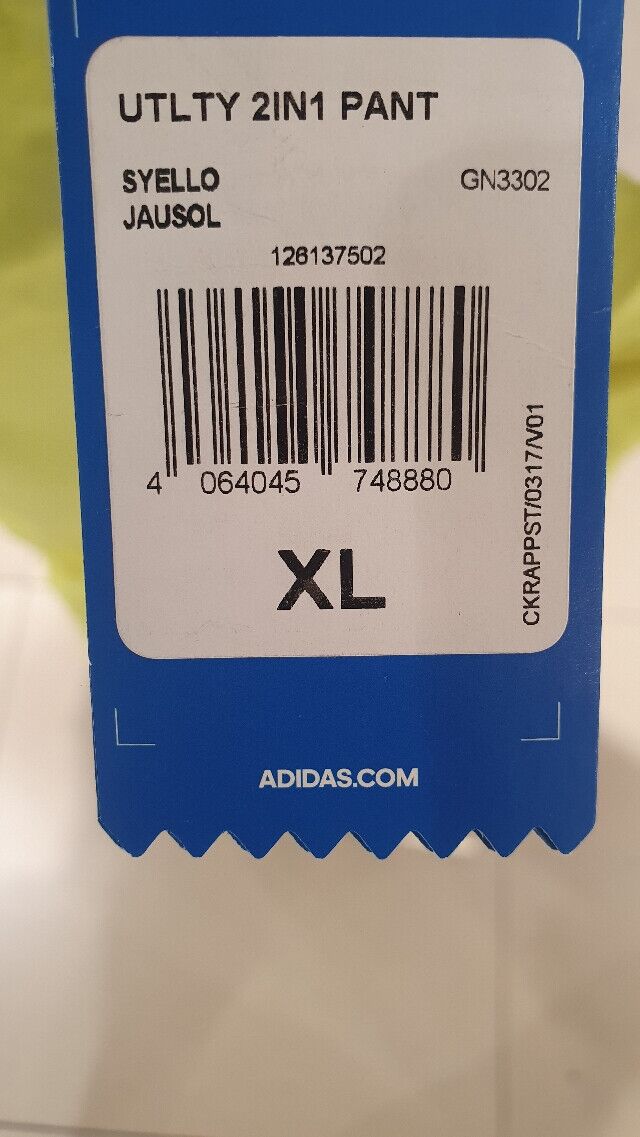 UTLTY 2IN1 PANT
SYELLO GN3302
JAUSOL
126137502
4 064045 748880
XL
CKRAPPST/0317/V01
ADIDAS.COM